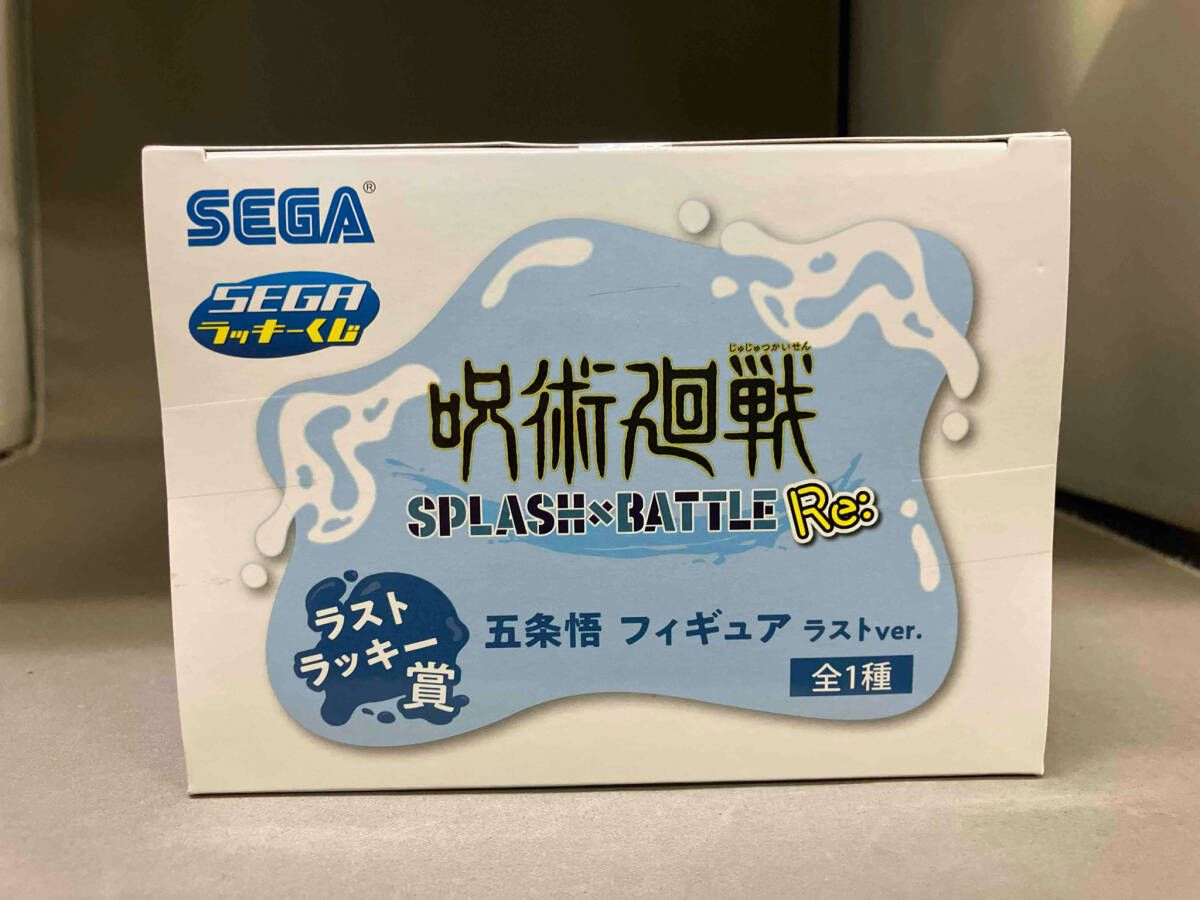 SEGA®
SEGA
ラッキーくじ
じゅじゅつかいせん
呪術廻戦
SPLASH×BATTLE Re:
ラスト
ラッキー賞
五条悟 フィギュア ラストver.
全1種